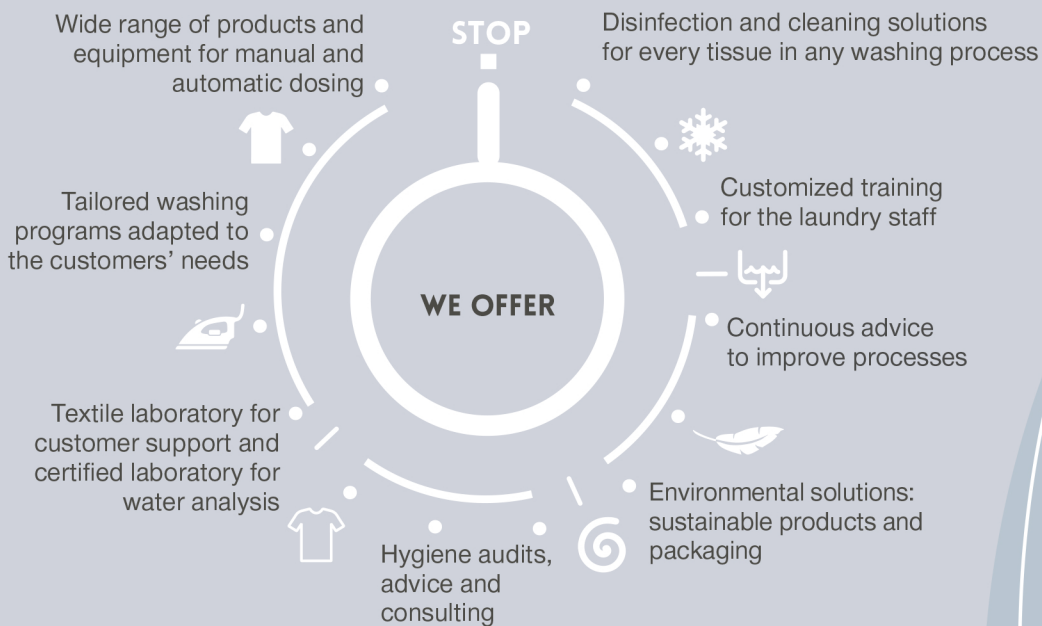 STOP
Disinfection and cleaning solutions
for every tissue in any washing process
Customized training
for the laundry staff
Continuous advice
to improve processes
Environmental solutions:
sustainable products and
packaging
Hygiene audits,
advice and
consulting
Textile laboratory for
customer support and
certified laboratory for
water analysis
Tailored washing
programs adapted to
the customers’ needs
Wide range of products and
equipment for manual and
automatic dosing
WE OFFER